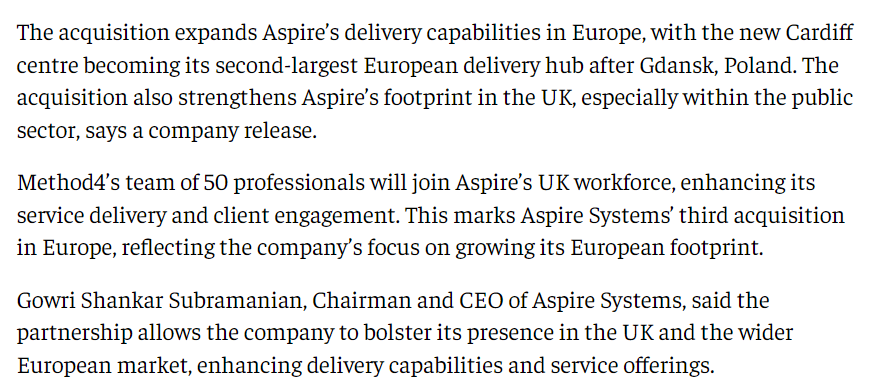 The acquisition expands Aspire’s delivery capabilities in Europe, with the new Cardiff
centre becoming its second-largest European delivery hub after Gdansk, Poland. The
acquisition also strengthens Aspire’s footprint in the UK, especially within the public
sector, says a company release.
Method4’s team of 50 professionals will join Aspire’s UK workforce, enhancing its
service delivery and client engagement. This marks Aspire Systems’ third acquisition
in Europe, reflecting the company’s focus on growing its European footprint.
Gowri Shankar Subramanian, Chairman and CEO of Aspire Systems, said the
partnership allows the company to bolster its presence in the UK and the wider
European market, enhancing delivery capabilities and service offerings.